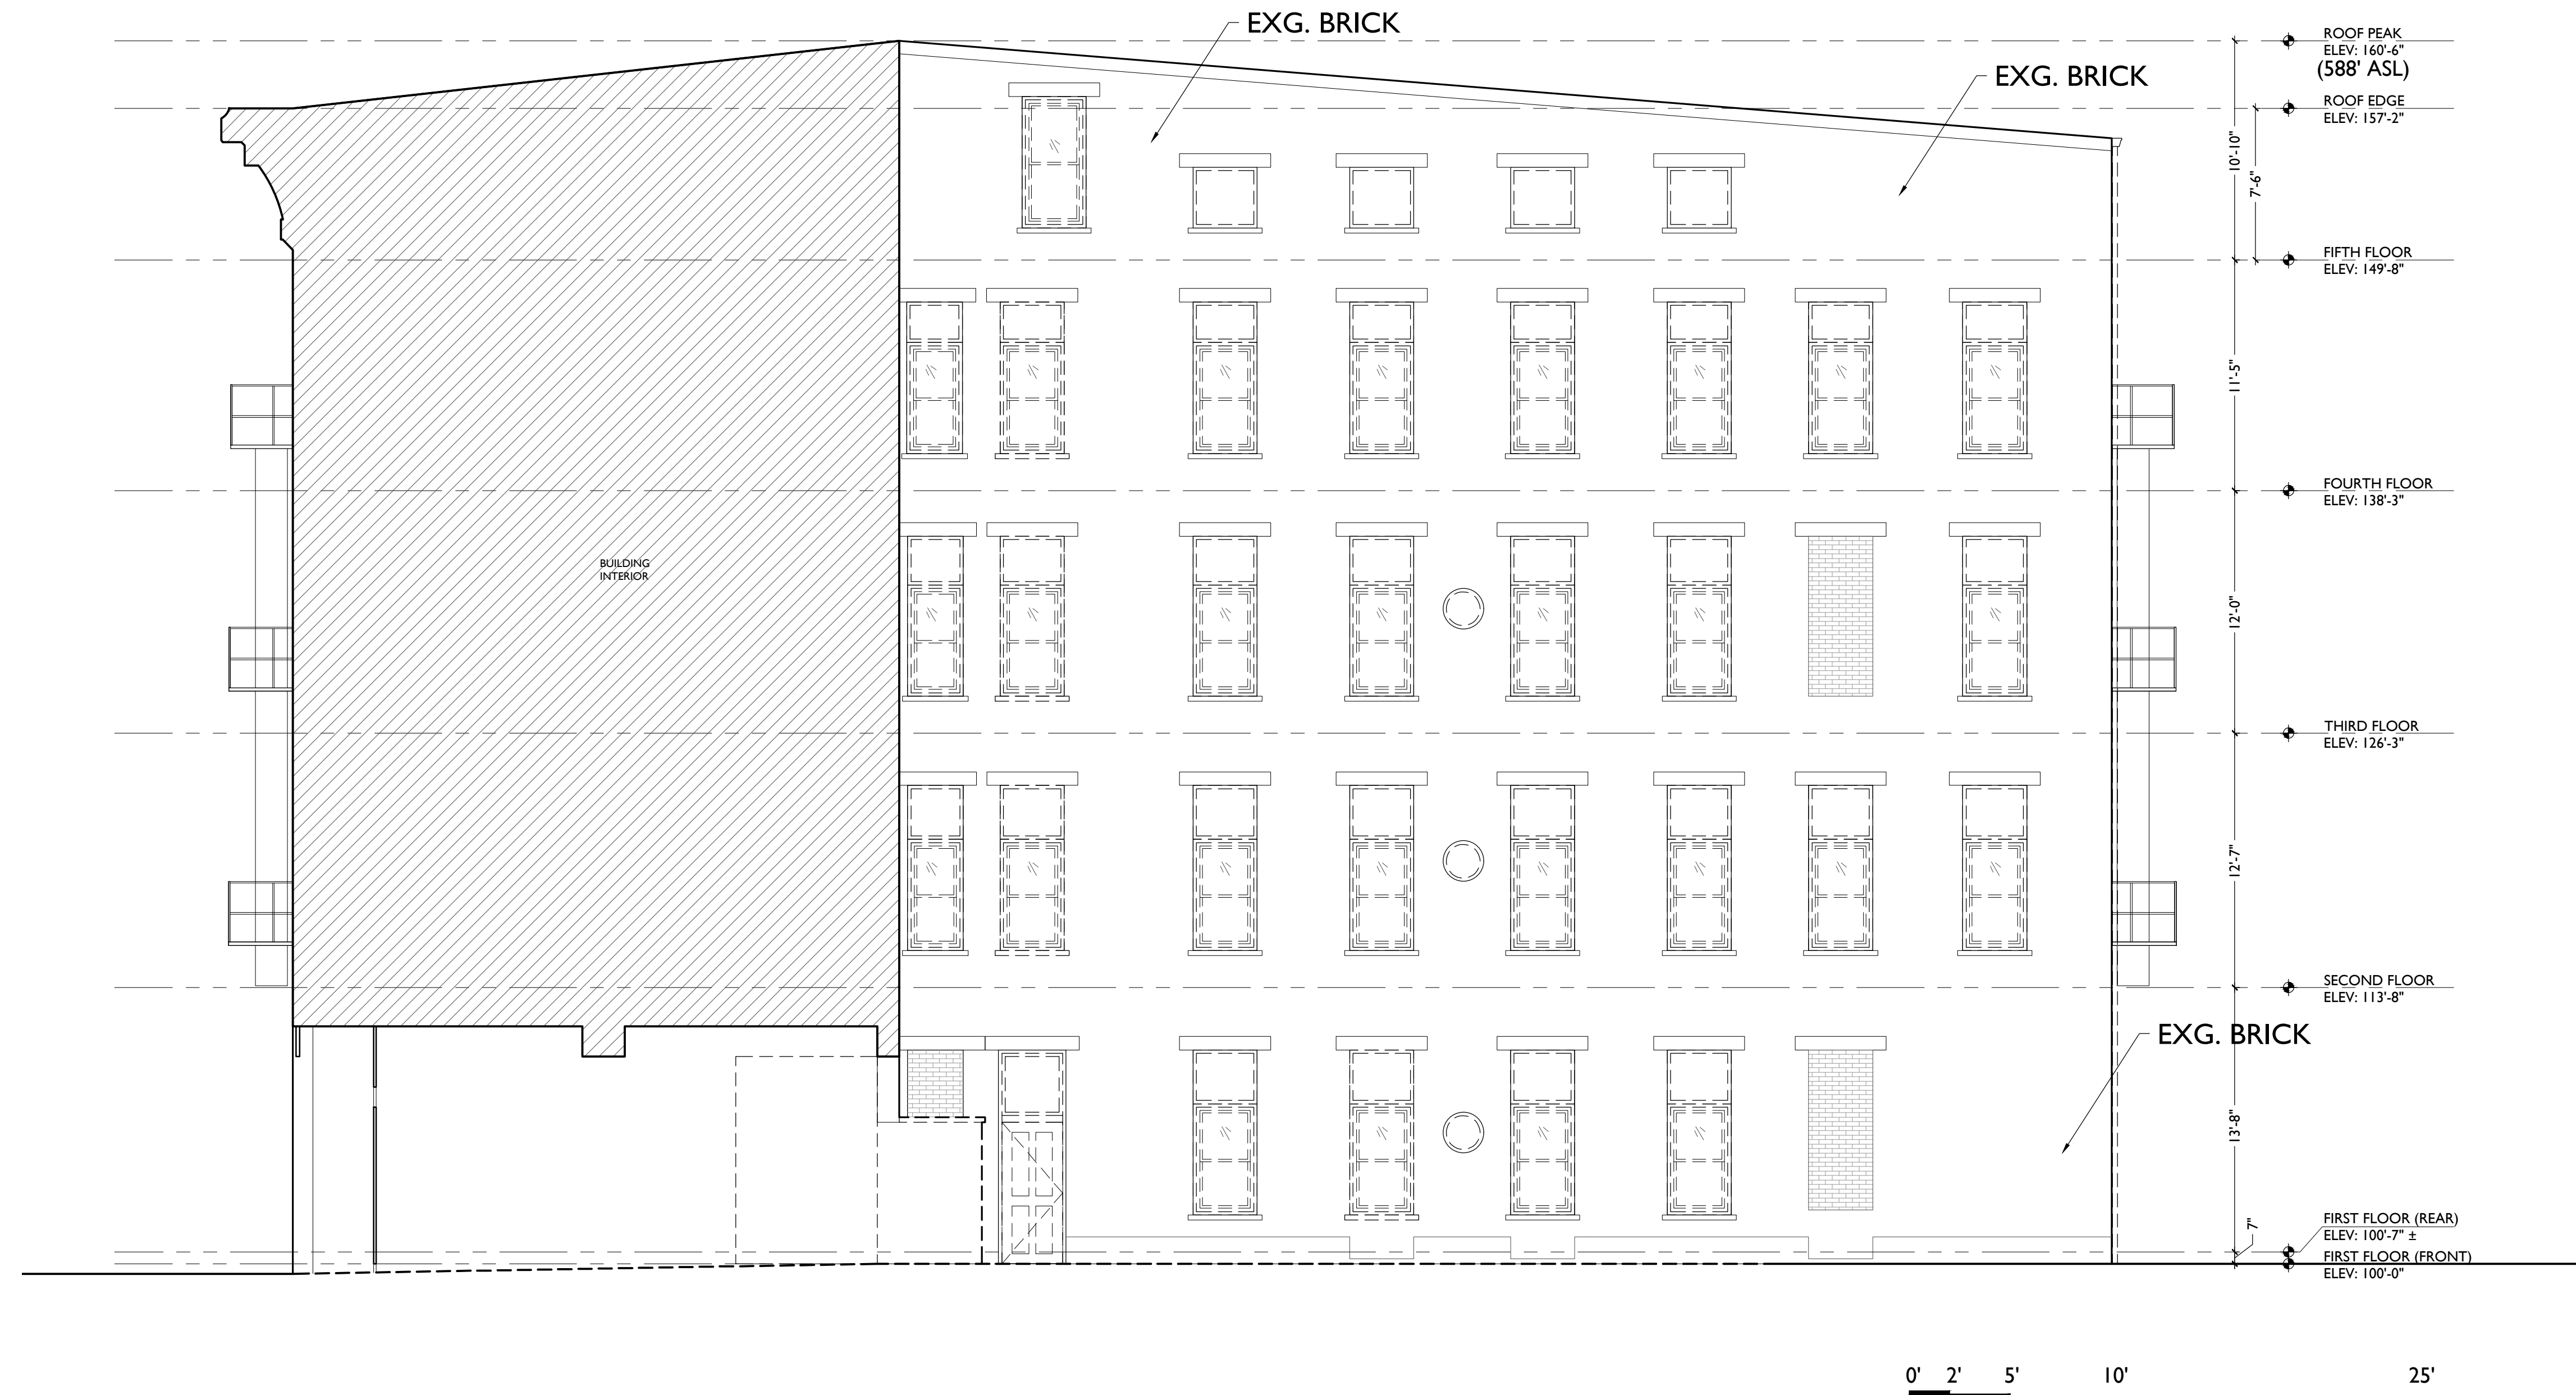 EXG. BRICK
ROOF PEAK
ELEV: 160'-6"
(588' ASL)
EXG. BRICK
ROOF EDGE
ELEV: 157'-2"
10'-10"
7'-6"
FIFTH FLOOR
ELEV: 149'-8"
11'-5"
FOURTH FLOOR
ELEV: 138'-3"
BUILDING
INTERIOR
12'-0"
THIRD FLOOR
ELEV: 126'-3"
12'-7"
SECOND FLOOR
ELEV: 113'-8"
EXG. BRICK
13'-8"
7"
FIRST FLOOR (REAR)
ELEV: 100'-7" ±
FIRST FLOOR (FRONT)
ELEV: 100'-0"
0' 2' 5' 10' 25'